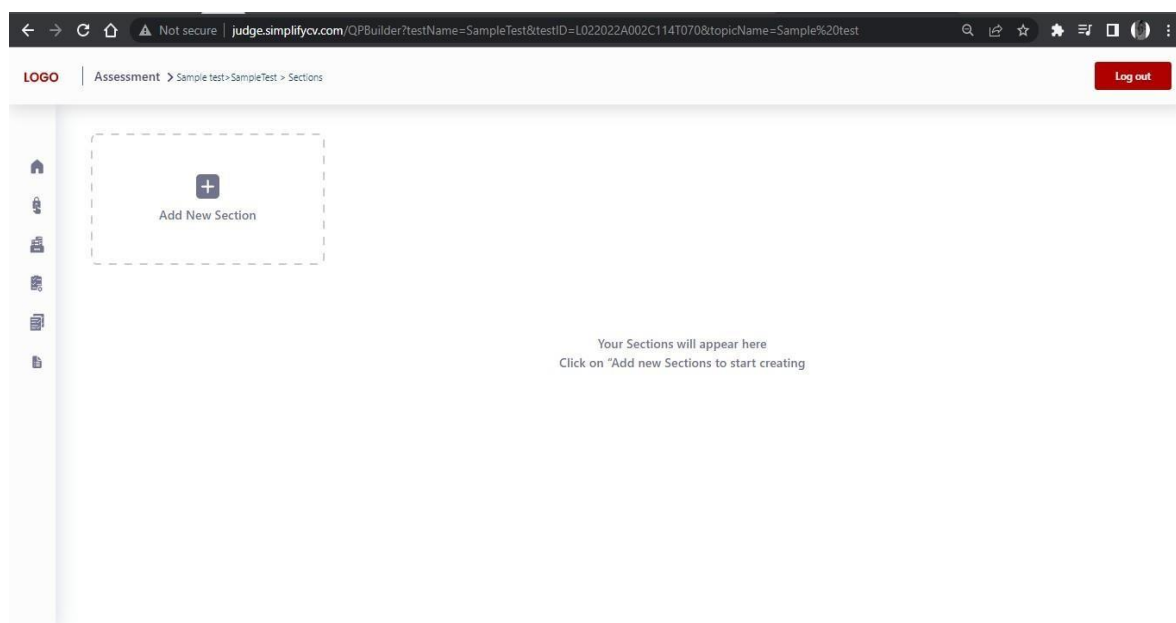 Not secure | judge.simplifycv.com/QPBuilder?testName=SampleTest&testID=L022022A002C114T070&topicName=Sample%20test
LOGO | Assessment > Sample test>SampleTest > Sections
Log out
Add New Section
Your Sections will appear here
Click on "Add new Sections to start creating